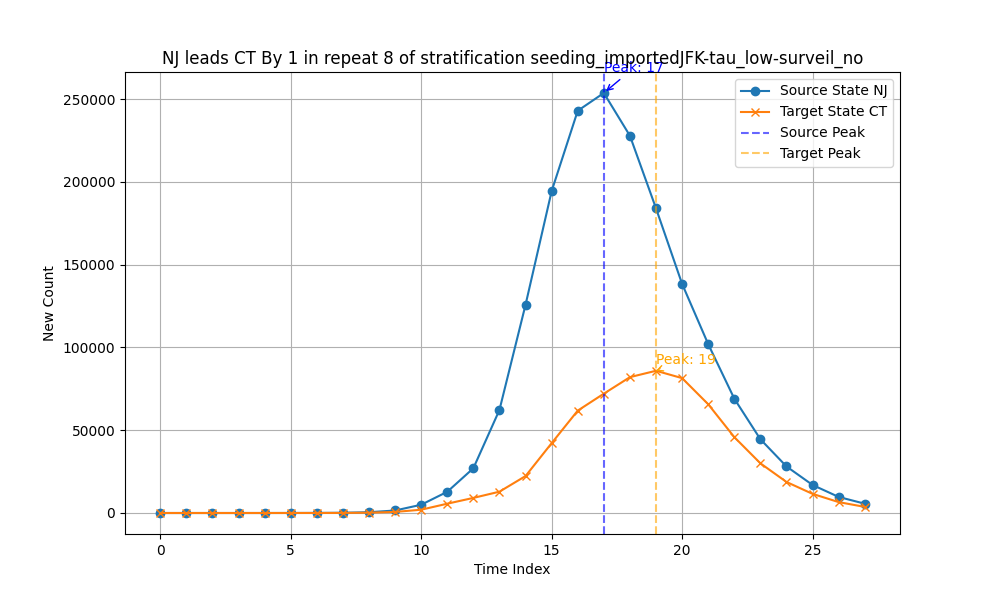 NJ leads CT By 1 in repeat 8 of stratification seeding_importedJFK-tau_low-surveil_no
Peak: 17
Source State NJ
Target State CT
Source Peak
Target Peak
250000
200000
150000
100000
50000
0
New Count
Peak: 19
0 5 10 15 20 25
Time Index